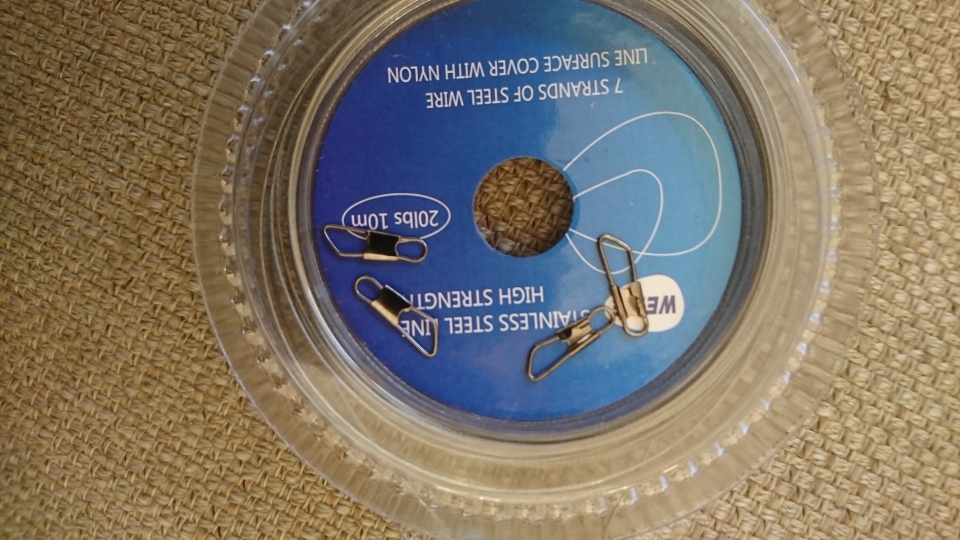 STAINLESS STEEL LINE
HIGH STRENGTH
20lbs 10m
7 STRANDS OF STEEL WIRE
LINE SURFACE COVER WITH NYLON